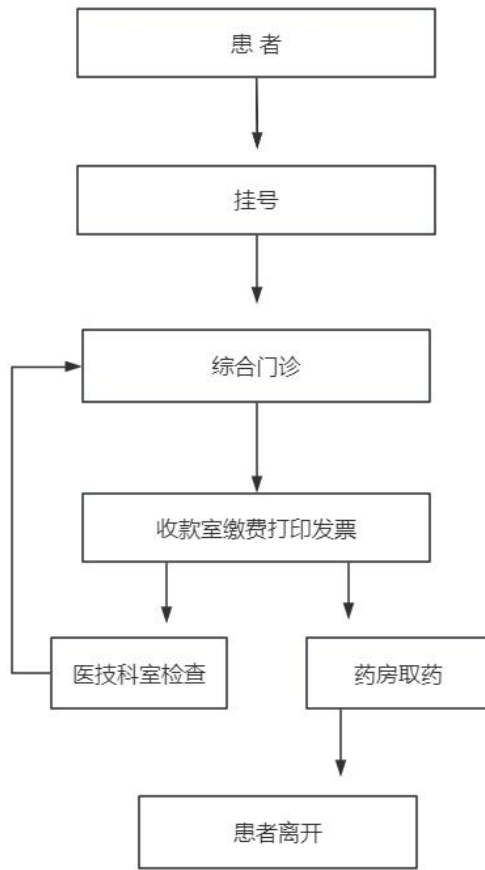 患 者
挂号
综合门诊
收款室缴费打印发票
医技科室检查
药房取药
患者离开